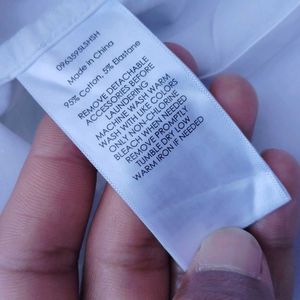 096359SLSHSH
Made in China
95% Cotton, 5% Elastane
REMOVE DETACHABLE
ACCESSORIES BEFORE
LAUNDERING
MACHINE WASH WARM
WASH WITH LIKE COLORS
ONLY NON-CHLORINE
BLEACH WHEN NEEDED
REMOVE PROMPTLY
TUMBLE DRY LOW
WARM IRON IF NEEDED